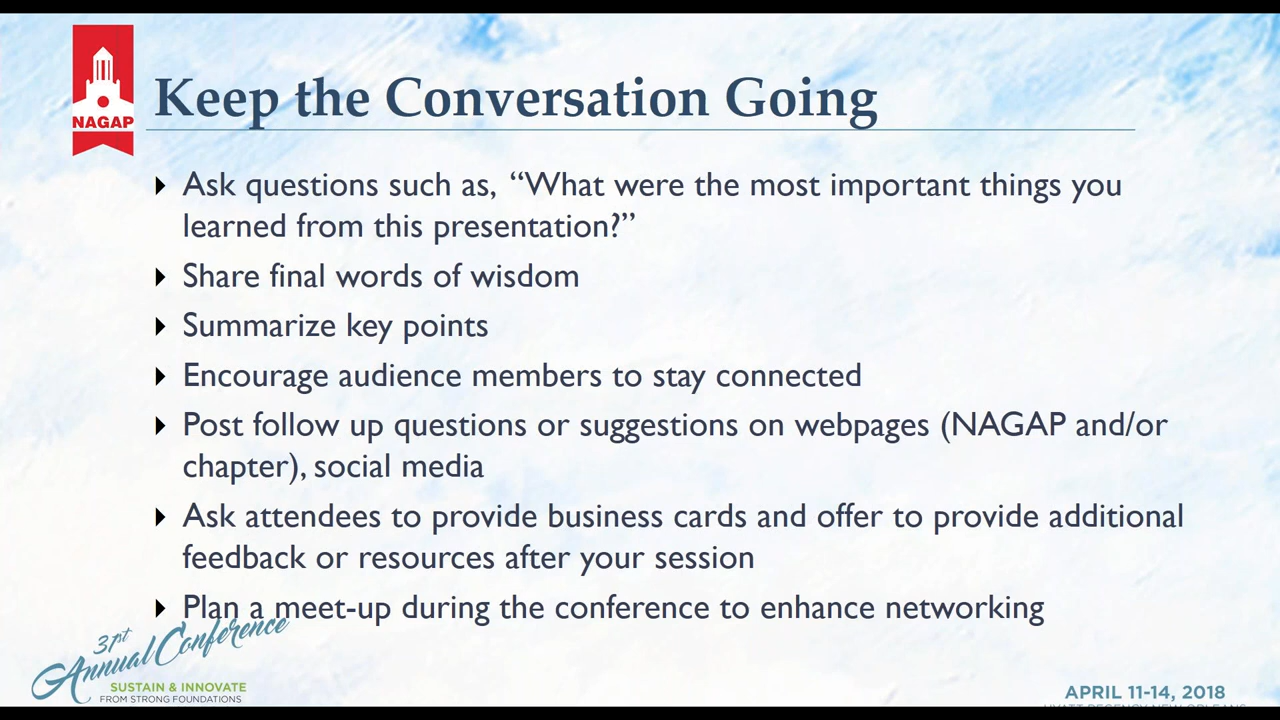 NAGAP
Keep the Conversation Going
Ask questions such as, “What were the most important things you
learned from this presentation?”
Share final words of wisdom
Summarize key points
Encourage audience members to stay connected
Post follow up questions or suggestions on webpages (NAGAP and/or
chapter), social media
Ask attendees to provide business cards and offer to provide additional
feedback or resources after your session
Plan a meet-up during the conference to enhance networking
31st
Annual Conference
SUSTAIN & INNOVATE
FROM STRONG FOUNDATIONS
APRIL 11-14, 2018